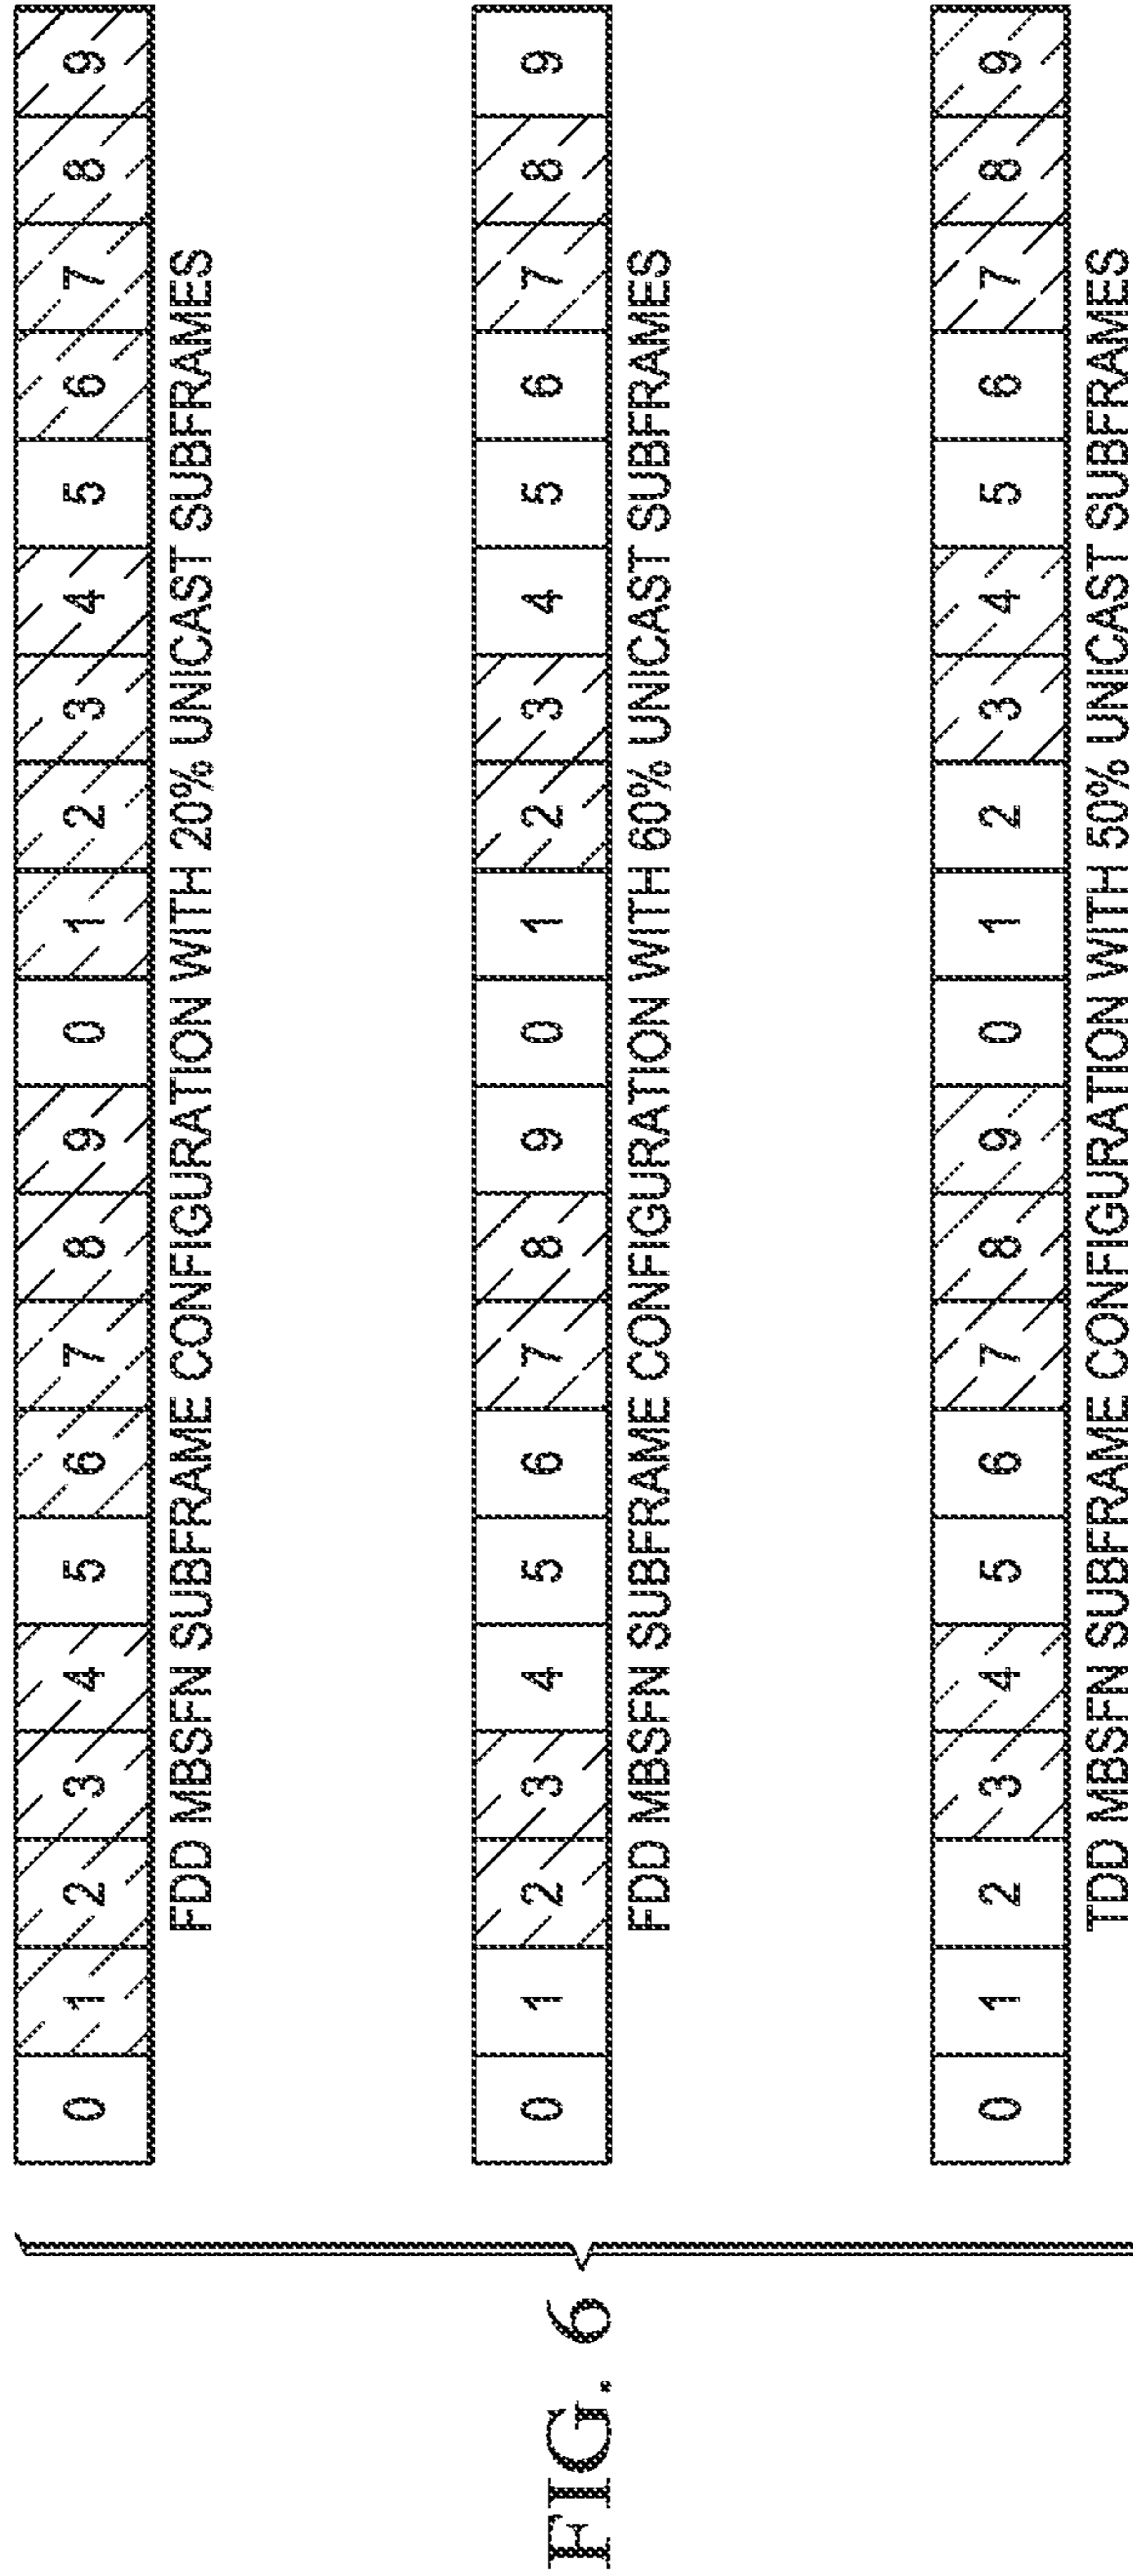 0 1 2 3 4 5 6 7 8 9 0 1 2 3 4 5 6 7 8 9
FDD MBSFN SUBFRAME CONFIGURATION WITH 20% UNICAST SUBFRAMES
0 1 2 3 4 5 6 7 8 9 0 1 2 3 4 5 6 7 8 9
FDD MBSFN SUBFRAME CONFIGURATION WITH 60% UNICAST SUBFRAMES
0 1 2 3 4 5 6 7 8 9 0 1 2 3 4 5 6 7 8 9
TDD MBSFN SUBFRAME CONFIGURATION WITH 50% UNICAST SUBFRAMES
FIG. 6